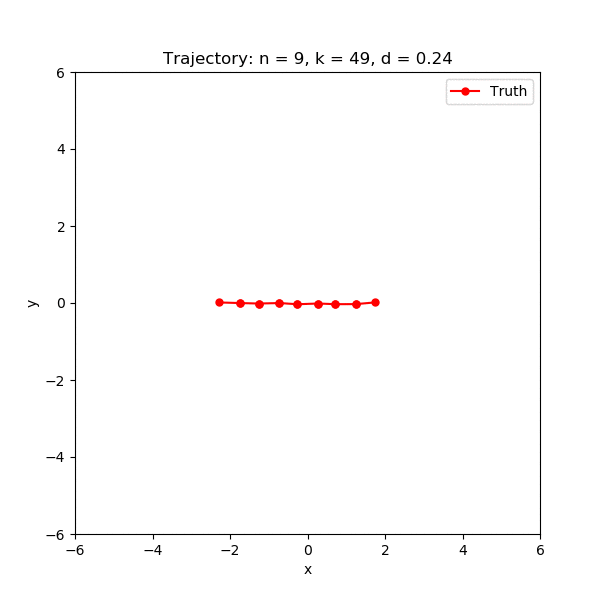 Trajectory: n = 9, k = 49, d = 0.24
Truth
6
4
2
0
−2
−4
−6
y
−6 −4 −2 0 2 4 6
x